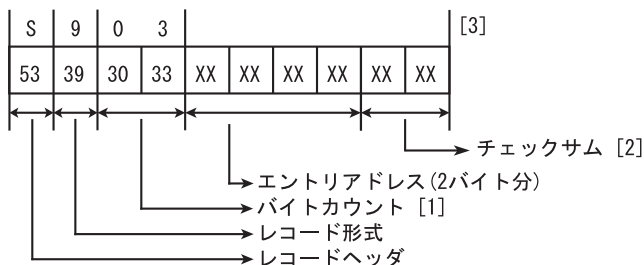 S 9 0 3 [3]
53 39 30 33 XX XX XX XX XX XX
チェックサム [2]
エントリアドレス(2バイト分)
バイトカウント [1]
レコード形式
レコードヘッダ